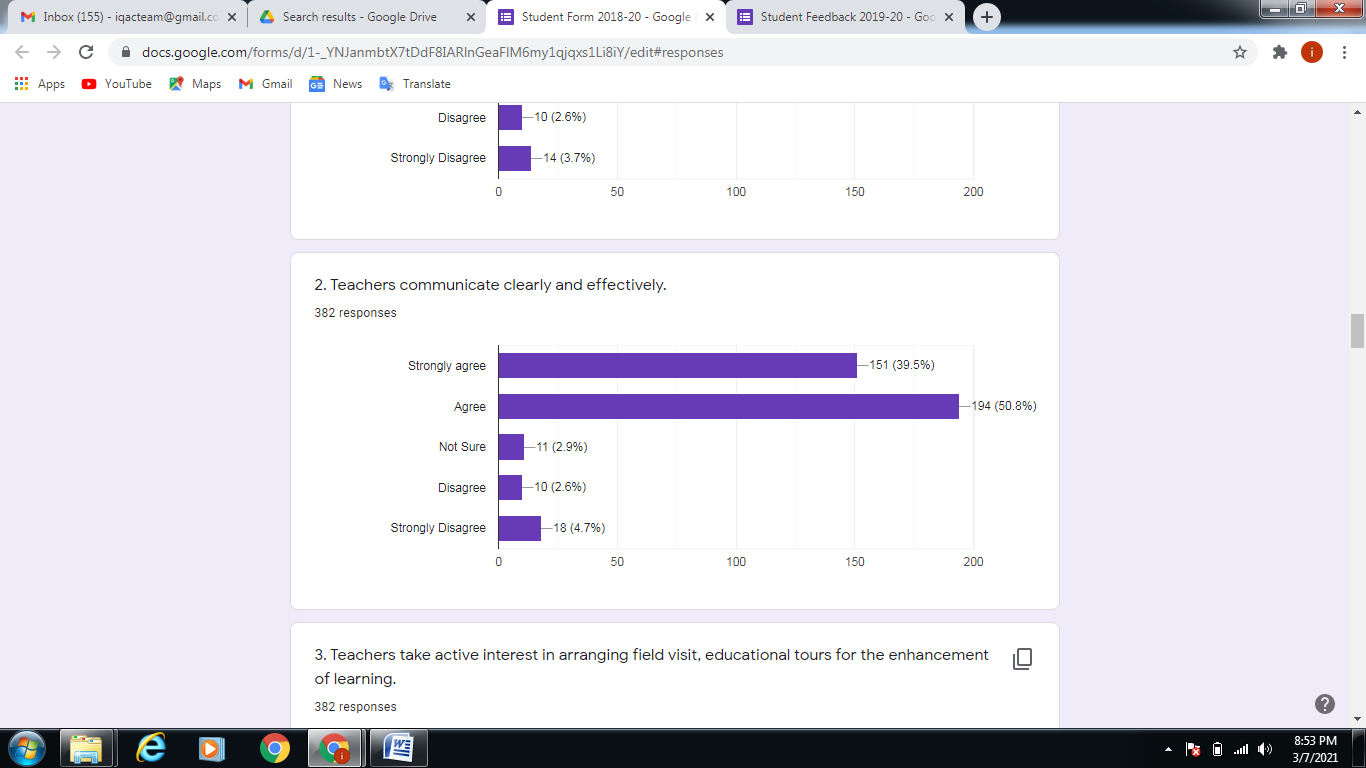 Inbox (155) - iqacteam@gmail.co
Search results - Google Drive
Student Form 2018-20 - Google
Student Feedback 2019-20 - Goo
docs.google.com/forms/d/1-_YNJanmbtX7tDdF8IARlnGeaFlM6my1qjqxs1Li8iY/edit#responses
i
Apps YouTube Maps Gmail News Translate
Disagree 10 (2.6%)
Strongly Disagree 14 (3.7%)
0 50 100 150 200
2. Teachers communicate clearly and effectively.
382 responses
Strongly agree 151 (39.5%)
Agree 194 (50.8%)
Not Sure 11 (2.9%)
Disagree 10 (2.6%)
Strongly Disagree 18 (4.7%)
0 50 100 150 200
3. Teachers take active interest in arranging field visit, educational tours for the enhancement
of learning.
382 responses
8:53 PM
3/7/2021